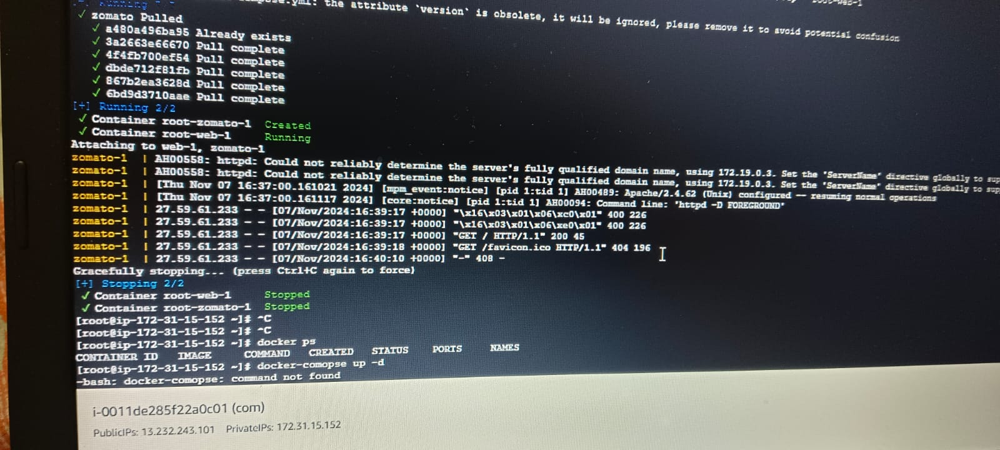 [+] Running 7/7
compose.yml: the attribute `version` is obsolete, it will be ignored, please remove it to avoid potential confusion
✓ zomato Pulled
✓ a480a496ba95 Already exists
✓ 3a2663e66670 Pull complete
✓ 4f4fb700ef54 Pull complete
✓ dbde712f81fb Pull complete
✓ 867b2ea3628d Pull complete
✓ 6bd9d3710aae Pull complete
[+] Running 2/2
✓ Container root-zomato-1 Created
✓ Container root-web-1 Running
Attaching to web-1, zomato-1
zomato-1 | AH00558: httpd: Could not reliably determine the server's fully qualified domain name, using 172.19.0.3. Set the 'ServerName' directive globally to sup
zomato-1 | AH00558: httpd: Could not reliably determine the server's fully qualified domain name, using 172.19.0.3. Set the 'ServerName' directive globally to sup
zomato-1 | [Thu Nov 07 16:37:00.161021 2024] [mpm_event:notice] [pid 1:tid 1] AH00489: Apache/2.4.62 (Unix) configured -- resuming normal operations
zomato-1 | [Thu Nov 07 16:37:00.161117 2024] [core:notice] [pid 1:tid 1] AH00094: Command line: 'httpd -D FOREGROUND'
zomato-1 | 27.59.61.233 - - [07/Nov/2024:16:39:17 +0000] "\x16\x03\x01\x06\xc0\x01" 400 226
zomato-1 | 27.59.61.233 - - [07/Nov/2024:16:39:17 +0000] "\x16\x03\x01\x06\xe0\x01" 400 226
zomato-1 | 27.59.61.233 - - [07/Nov/2024:16:39:17 +0000] "GET / HTTP/1.1" 200 45
zomato-1 | 27.59.61.233 - - [07/Nov/2024:16:39:18 +0000] "GET /favicon.ico HTTP/1.1" 404 196
zomato-1 | 27.59.61.233 - - [07/Nov/2024:16:40:10 +0000] "-" 408 -
Gracefully stopping... (press Ctrl+C again to force)
[+] Stopping 2/2
✓ Container root-web-1 Stopped
✓ Container root-zomato-1 Stopped
[root@ip-172-31-15-152 ~]# ^C
[root@ip-172-31-15-152 ~]# ^C
[root@ip-172-31-15-152 ~]# docker ps
CONTAINER ID IMAGE COMMAND CREATED STATUS PORTS NAMES
[root@ip-172-31-15-152 ~]# docker-comopse up -d
-bash: docker-comopse: command not found
i-0011de285f22a0c01 (com)
PublicIPs: 13.232.243.101 PrivateIPs: 172.31.15.152